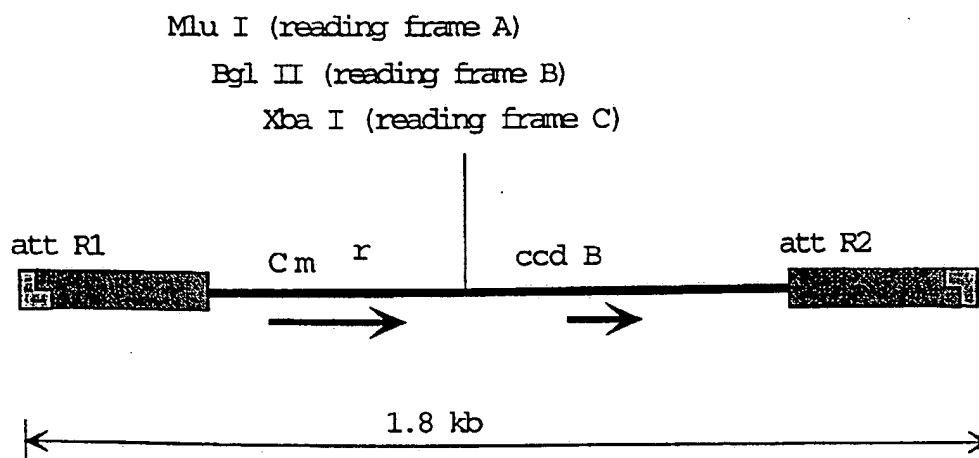 Mlu I (reading frame A)
Bgl II (reading frame B)
Xba I (reading frame C)
att R1
Cm r
ccd B
att R2
1.8 kb